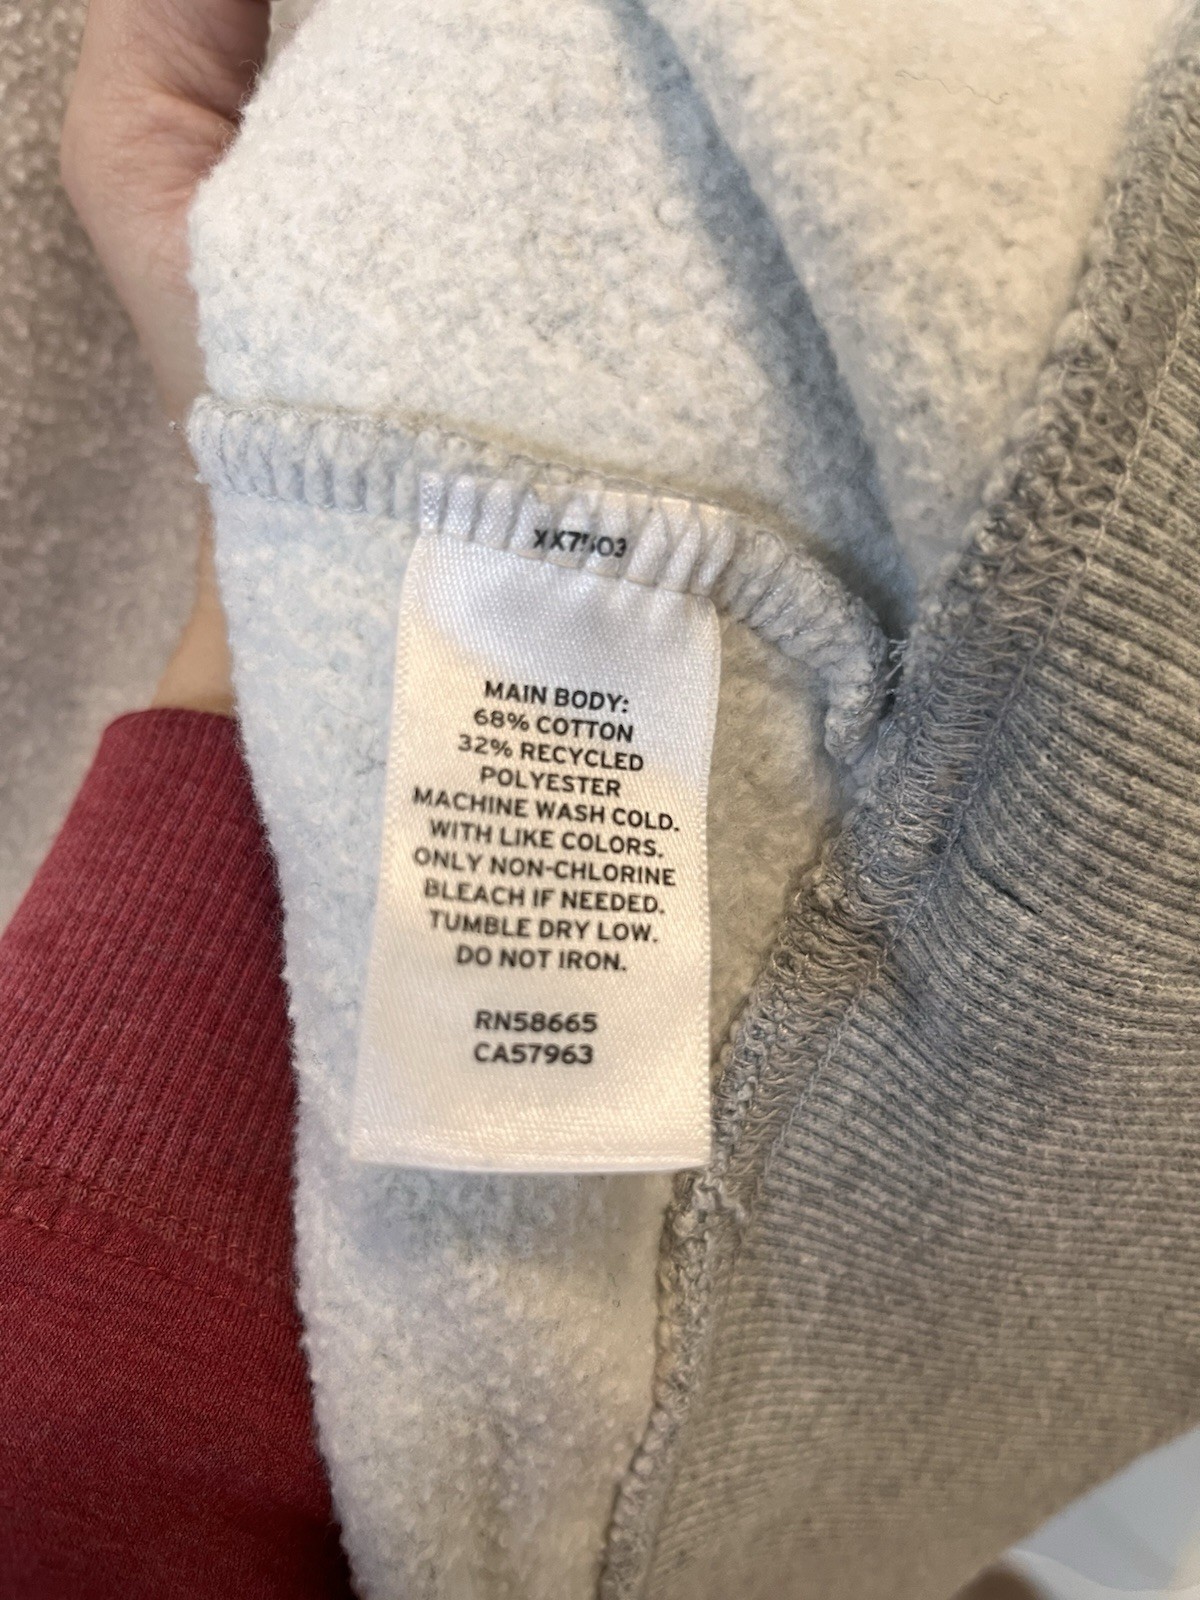 MAIN BODY:
68% COTTON
32% RECYCLED
POLYESTER
MACHINE WASH COLD.
WITH LIKE COLORS.
ONLY NON-CHLORINE
BLEACH IF NEEDED.
TUMBLE DRY LOW.
DO NOT IRON.
RN58665
CA57963